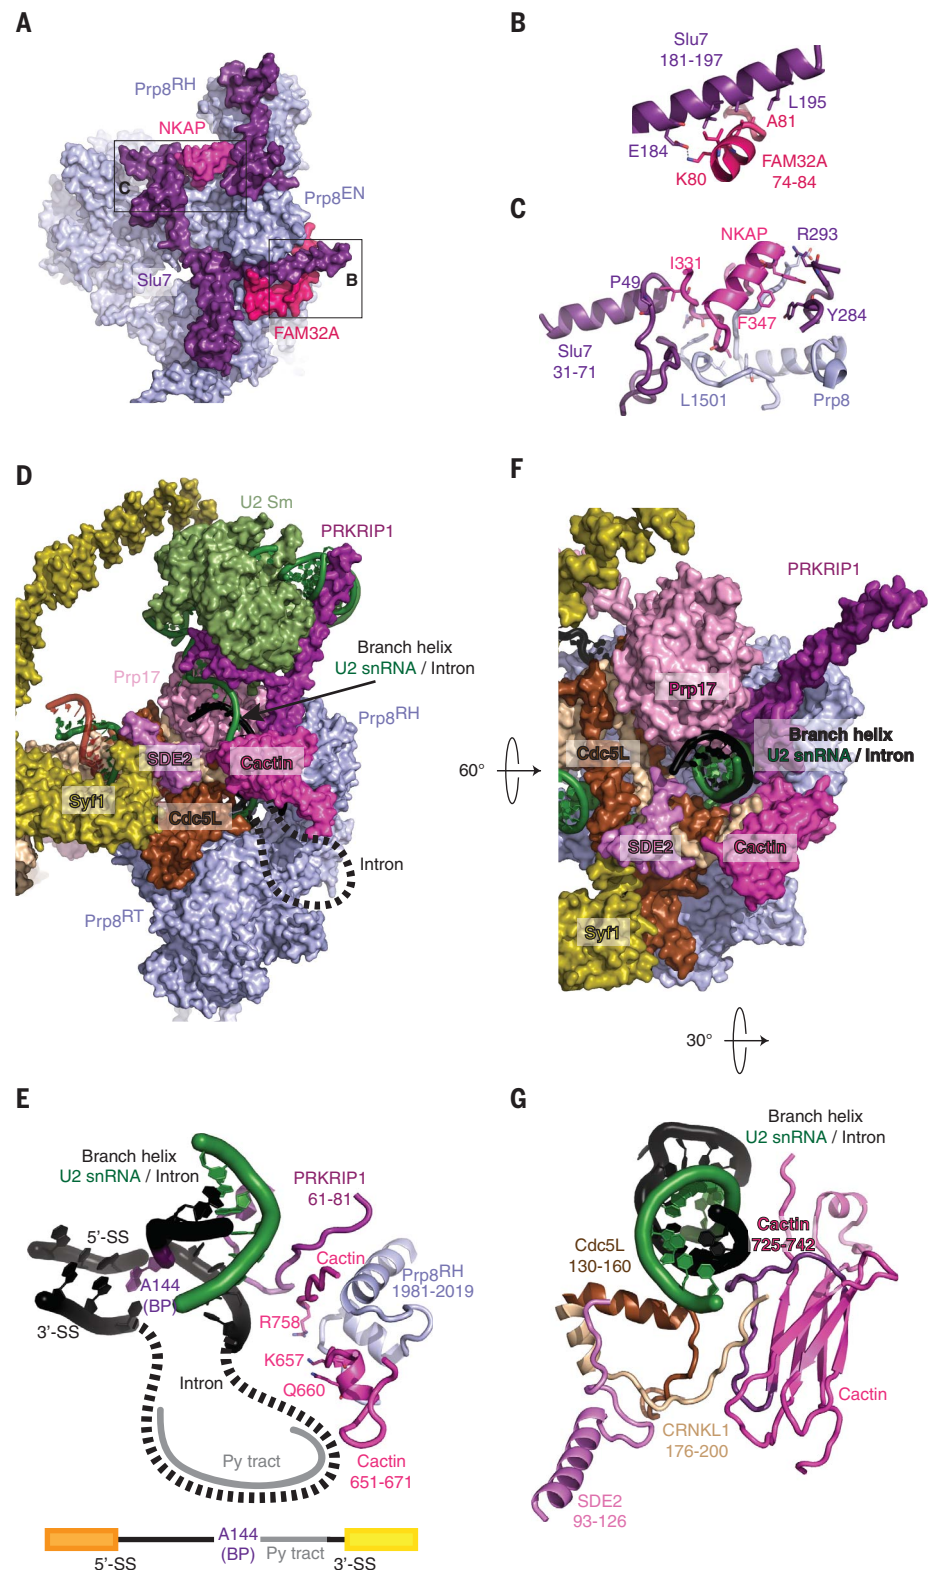 A
Prp8RH
NKAP
C
Prp8EN
Slu7
B
FAM32A
B
Slu7
181-197
L195
A81
E184
K80
FAM32A
74-84
C
NKAP
R293
I331
P49
Y284
F347
Slu7
31-71
L1501
Prp8
D
U2 Sm
PRKRIP1
Branch helix
U2 snRNA / Intron
Prp17
Prp8RH
SDE2
Cactin
Syf1
Cdc5L
Intron
Prp8RT
60°
F
PRKRIP1
Prp17
Branch helix
U2 snRNA / Intron
Cdc5L
SDE2
Cactin
Syf1
30°
E
Branch helix
U2 snRNA / Intron
PRKRIP1
61-81
5'-SS
Cactin
Prp8RH
1981-2019
A144
(BP)
R758
3'-SS
K657
Intron
Q660
Py tract
Cactin
651-671
A144
(BP)
Py tract
5'-SS
3'-SS
G
Branch helix
U2 snRNA / Intron
Cactin
725-742
Cdc5L
130-160
Cactin
CRNKL1
176-200
SDE2
93-126